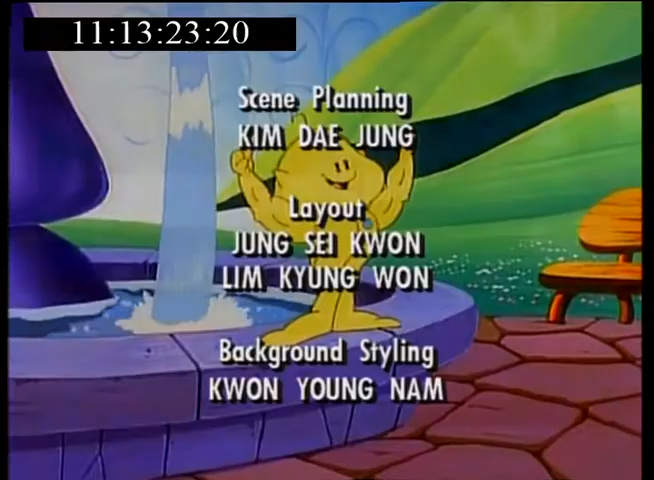 11:13:23:20
Scene Planning
KIM DAE JUNG
Layout
JUNG SEI KWON
LIM KYUNG WON
Background Styling
KWON YOUNG NAM